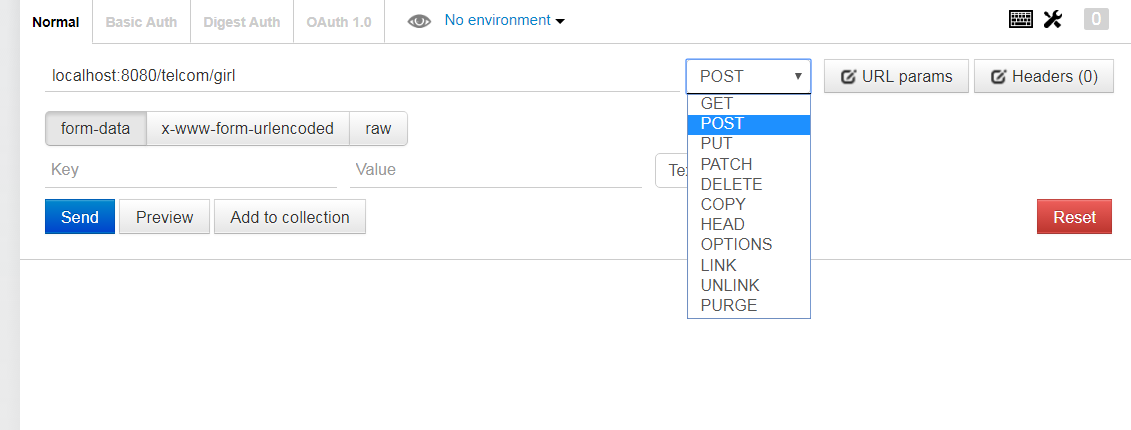 Normal Basic Auth Digest Auth OAuth 1.0 No environment 0
localhost:8080/telcom/girl POST URL params Headers (0)
GET
form-data x-www-form-urlencoded raw POST
PUT
Key Value Te PATCH
DELETE
COPY
Send Preview Add to collection HEAD Reset
OPTIONS
LINK
UNLINK
PURGE